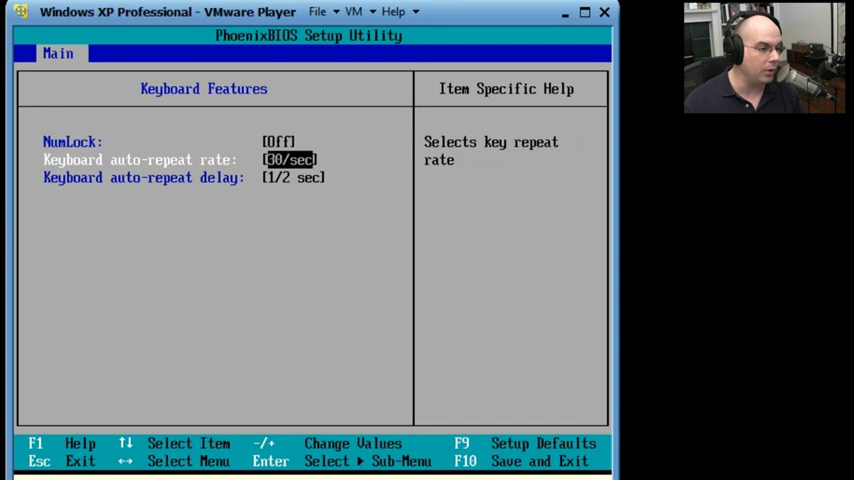 Windows XP Professional - VMware Player File VM Help
PhoenixBIOS Setup Utility
Main
Keyboard Features
Item Specific Help
NumLock: [Off]
Keyboard auto-repeat rate: [30/sec]
Keyboard auto-repeat delay: [1/2 sec]
Selects key repeat
rate
F1 Help ↑↓ Select Item -/+ Change Values F9 Setup Defaults
Esc Exit ↔ Select Menu Enter Select ▶ Sub-Menu F10 Save and Exit